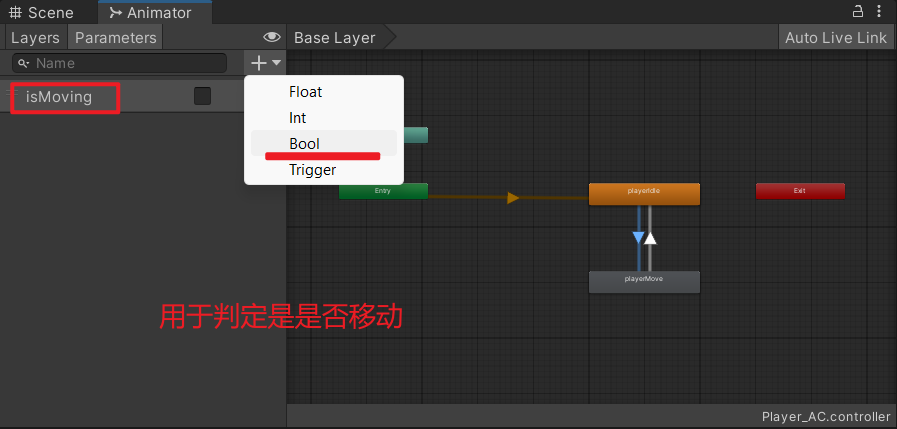 Scene
Animator
Layers
Parameters
Base Layer
Auto Live Link
Name
isMoving
Float
Int
Bool
Trigger
Entry
playerIdle
Exit
playerMove
用于判定是是否移动
Player_AC.controller